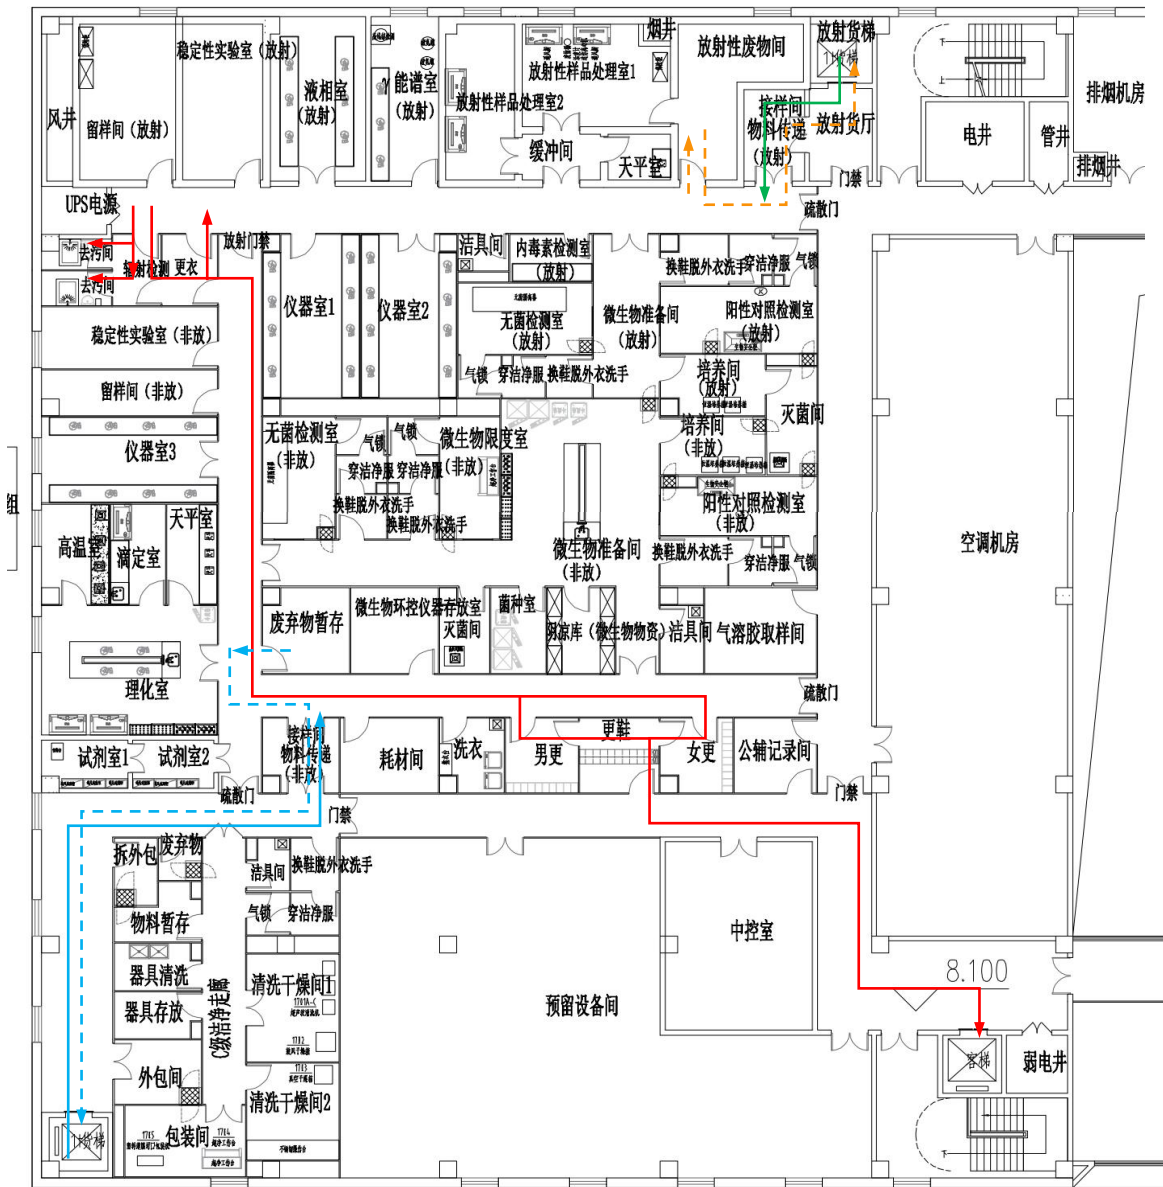 烟井
放射货梯
1#货梯
稳定性实验室（放射）
放射性废物间
放射性样品处理室1
能谱室
（放射）
γ
液相室
（放射）
放射性样品处理室2
排烟机房
风井
留样间（放射）
接样间
物料传递
（放射）
放射货厅
电井
管井
缓冲间
天平室
排烟井
门禁
UPS电源
疏散门
去污间
放射门禁
洁具间
内毒素检测室
（放射）
换鞋脱外衣洗手
穿洁净服
气锁
辐射检测
更衣
去污间
仪器室1
仪器室2
微生物准备间
（放射）
阳性对照检测室
（放射）
无菌检测室
（放射）
稳定性实验室（非放）
气锁
穿洁净服
换鞋脱外衣洗手
培养间
（放射）
留样间（非放）
灭菌间
无菌检测室
（非放）
气锁
气锁
微生物限度室
（非放）
培养间
（非放）
仪器室3
穿洁净服
穿洁净服
换鞋脱外衣洗手
换鞋脱外衣洗手
阳性对照检测室
（非放）
组
天平室
高温室
滴定室
微生物准备间
（非放）
换鞋脱外衣洗手
穿洁净服
气锁
空调机房
废弃物暂存
微生物环控仪器存放室
灭菌间
菌种室
阴凉库（微生物物资）
洁具间
气溶胶取样间
理化室
疏散门
接样间
物料传递
（非放）
耗材间
洗衣
男更
更鞋
女更
公辅记录间
试剂室1
试剂室2
疏散门
门禁
门禁
拆外包
废弃物
洁具间
换鞋脱外衣洗手
物料暂存
气锁
穿洁净服
中控室
器具清洗
C级洁净走廊
清洗干燥间1
1701A-C
8.100
器具存放
预留设备间
1702
1703
外包间
清洗干燥间2
客梯
弱电井
1#货梯
1705
包装间
1704
超净工作台
下
上
下
上